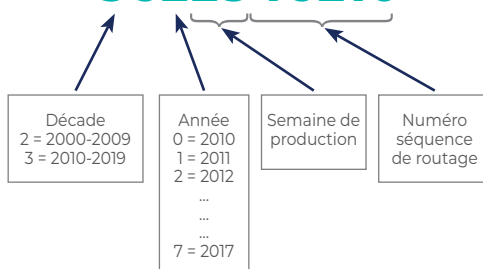 Décade
2 = 2000-2009
3 = 2010-2019
Année
0 = 2010
1 = 2011
2 = 2012
...
...
...
7 = 2017
Semaine de
production
Numéro
séquence
de routage